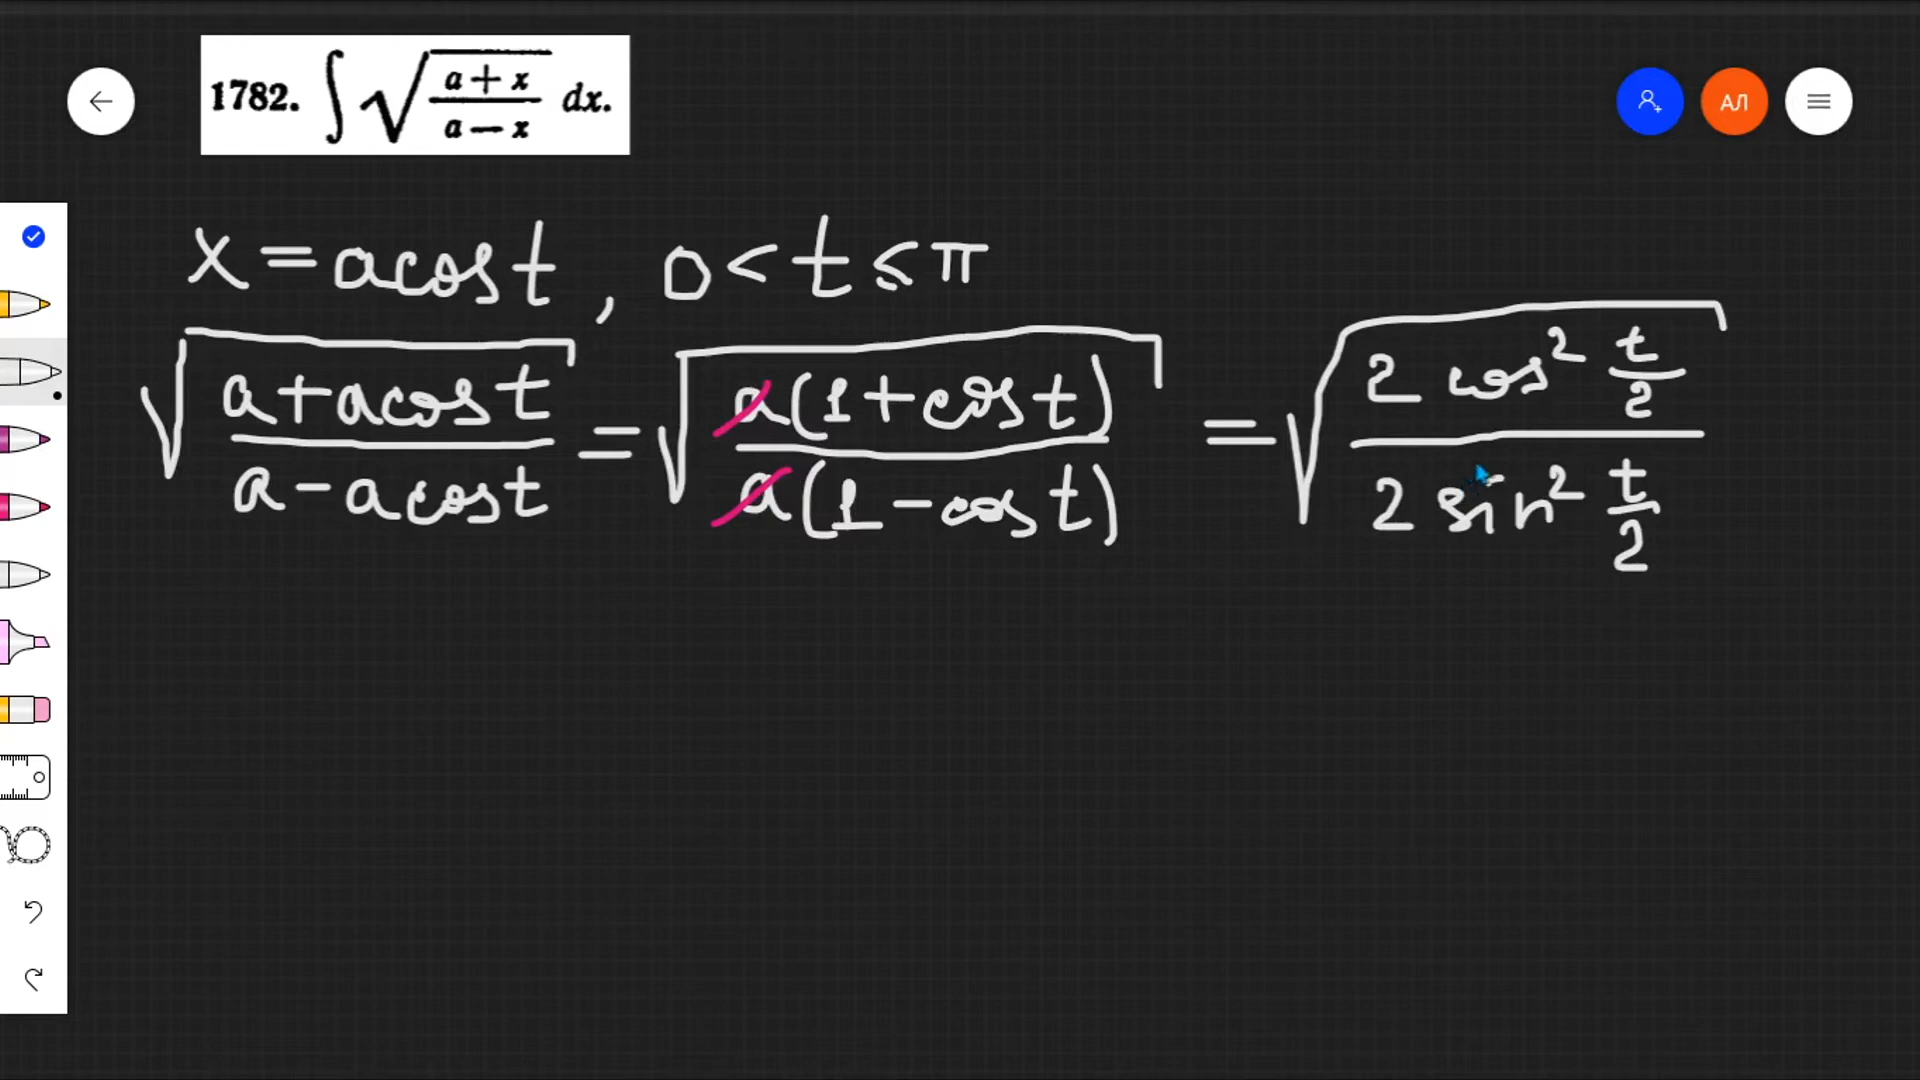 1782. ∫ √((a + x)/(a − x)) dx.
АЛ
x = a cos t, 0 < t ≤ π
√((a + a cos t)/(a − a cos t)) = √((a(1 + cos t))/(a(1 − cos t))) = √((2 cos² t/2)/(2 sin² t/2))